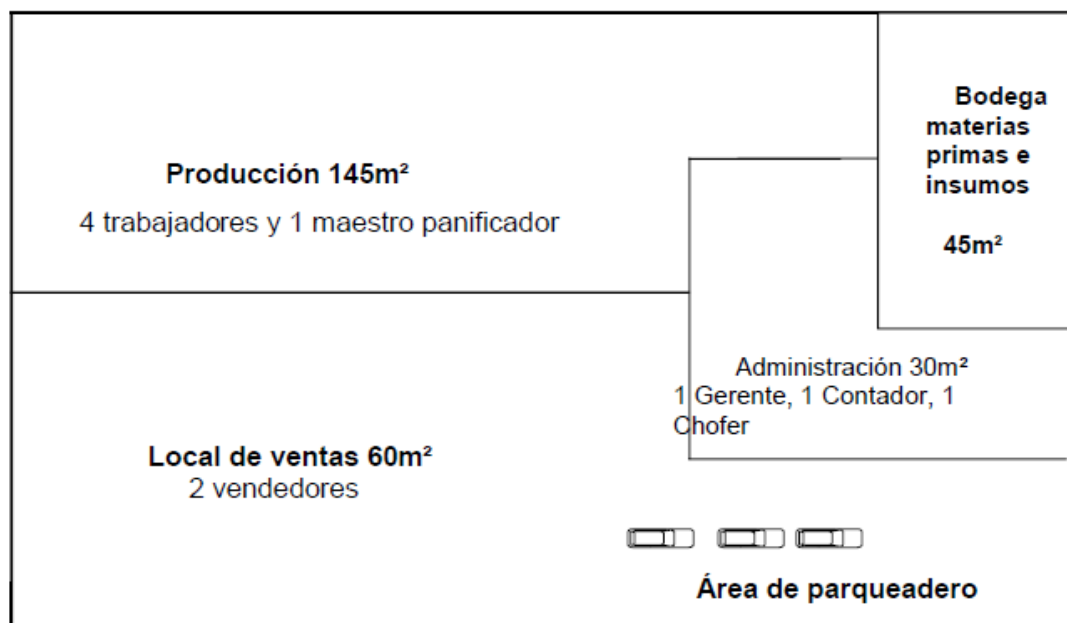 Producción 145m²
4 trabajadores y 1 maestro panificador
Bodega
materias
primas e
insumos
45m²
Administración 30m²
1 Gerente, 1 Contador, 1
Chofer
Local de ventas 60m²
2 vendedores
Área de parqueadero